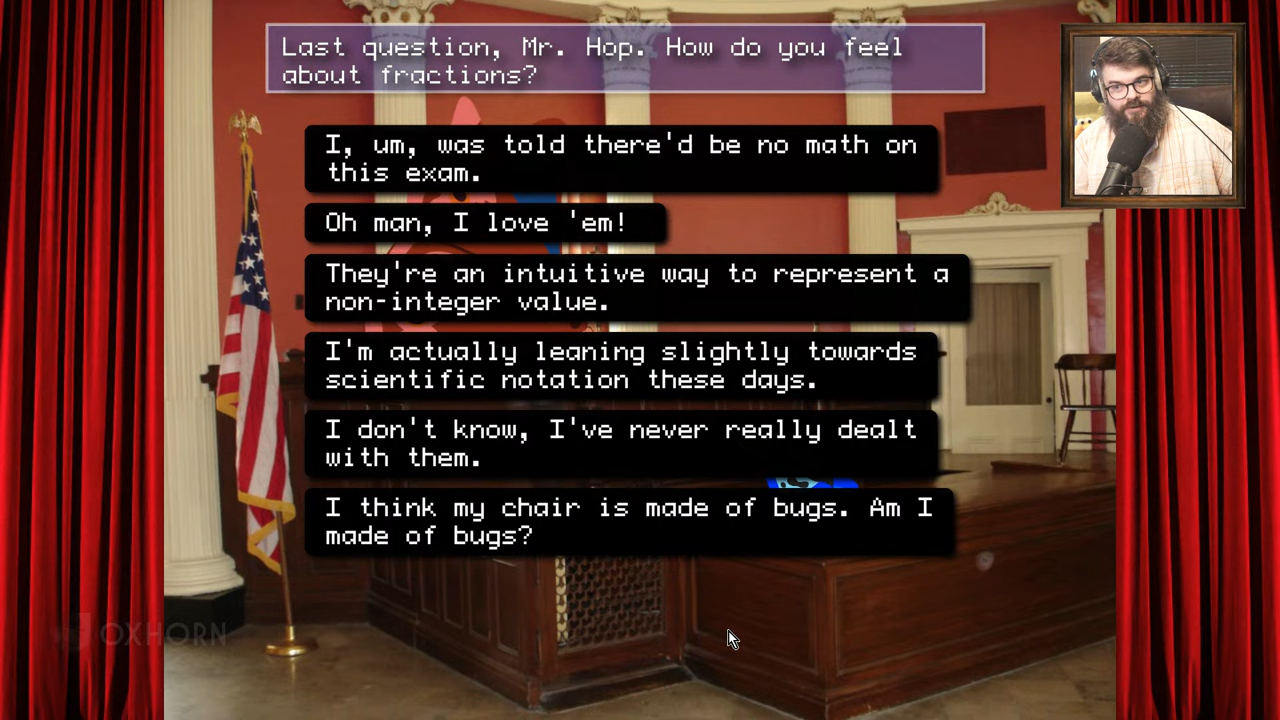 Last question, Mr. Hop. How do you feel
about fractions?
I, um, was told there'd be no math on
this exam.
Oh man, I love 'em!
They're an intuitive way to represent a
non-integer value.
I'm actually leaning slightly towards
scientific notation these days.
I don't know, I've never really dealt
with them.
I think my chair is made of bugs. Am I
made of bugs?
OXHORN